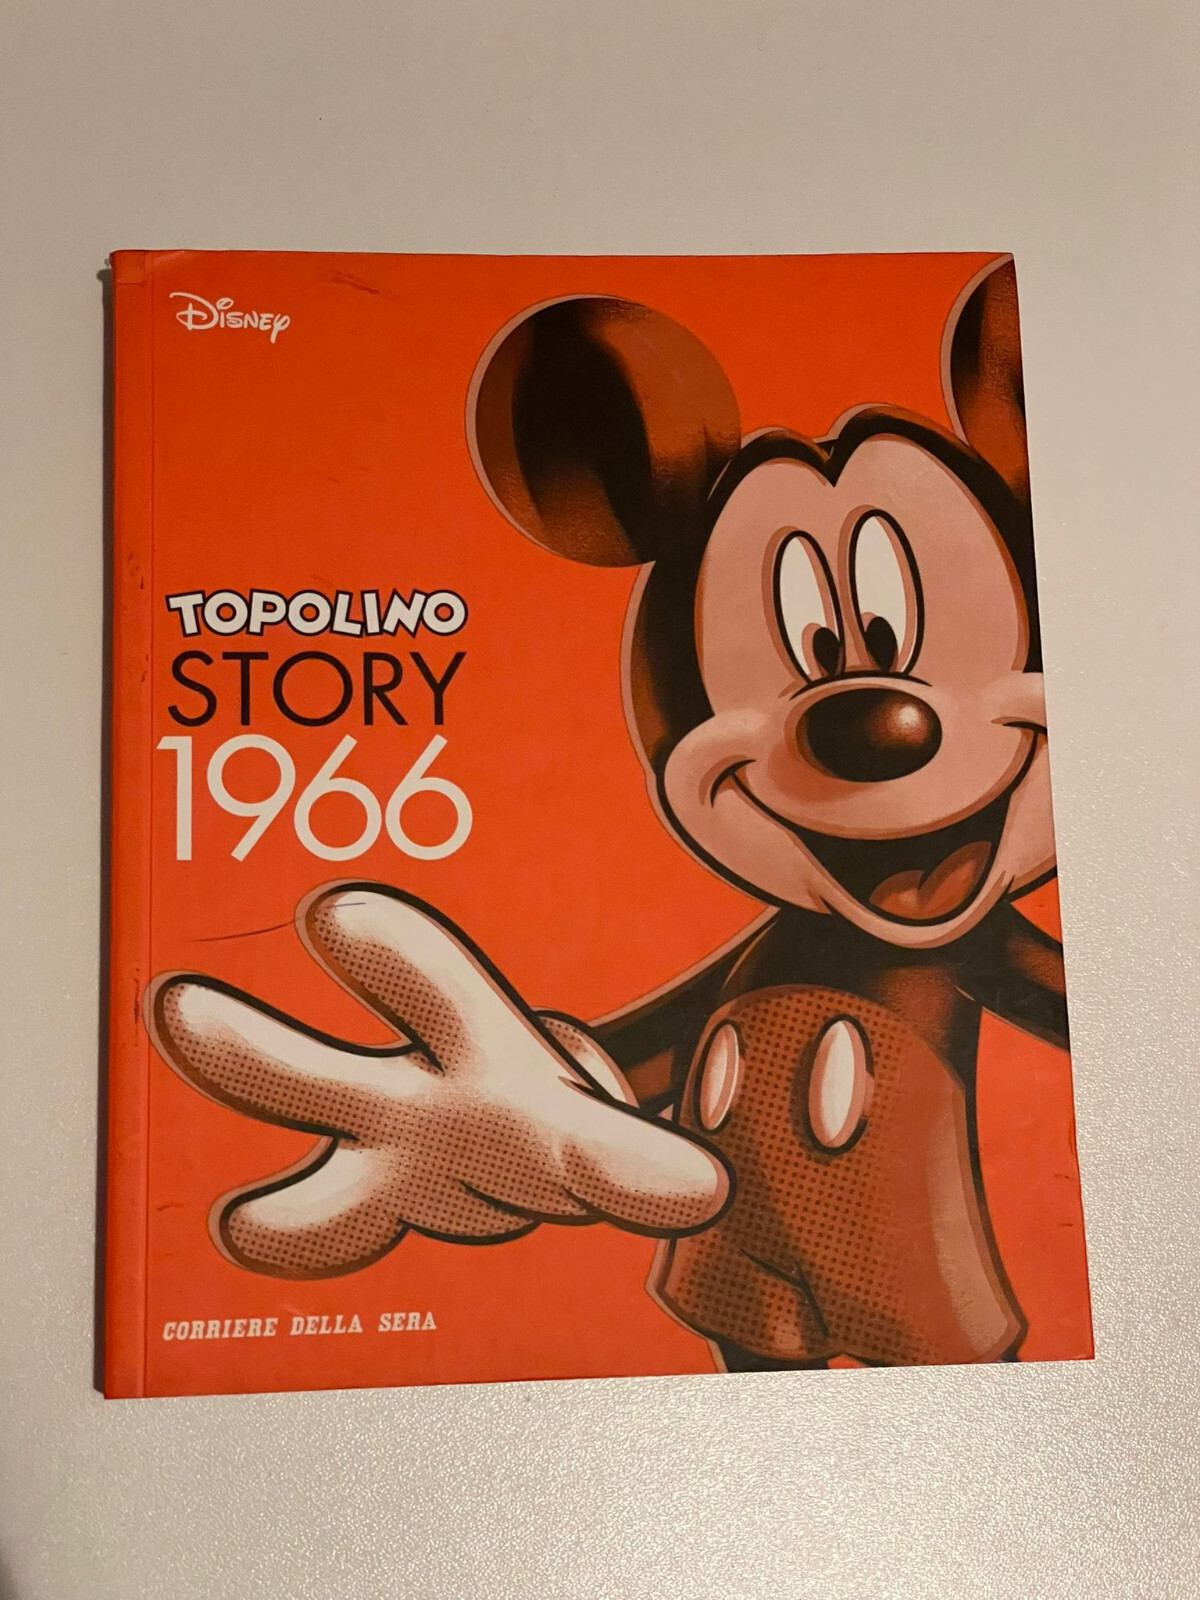 Disney
TOPOLINO
STORY
1966
CORRIERE DELLA SERA